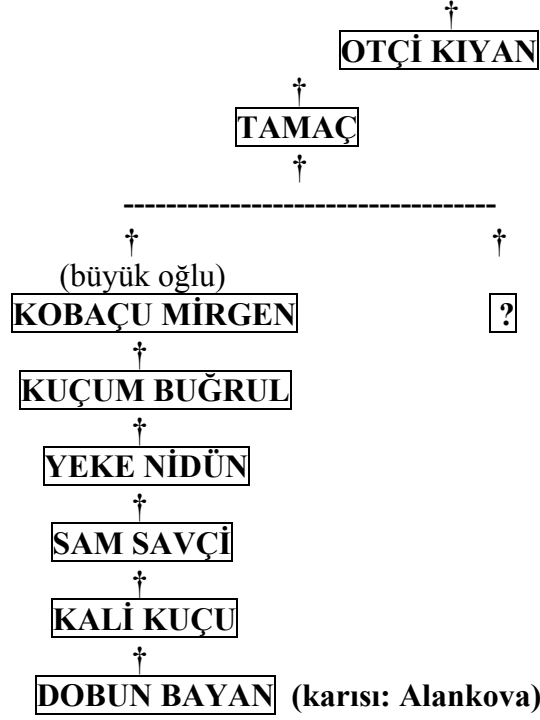 †
OTÇİ KIYAN
†
TAMAÇ
†
-----------------------------------
† †
(büyük oğlu)
KOBAÇU MİRGEN ?
†
KUÇUM BUĞRUL
†
YEKE NİDÜN
†
SAM SAVÇİ
†
KALİ KUÇU
†
DOBUN BAYAN (karısı: Alankova)